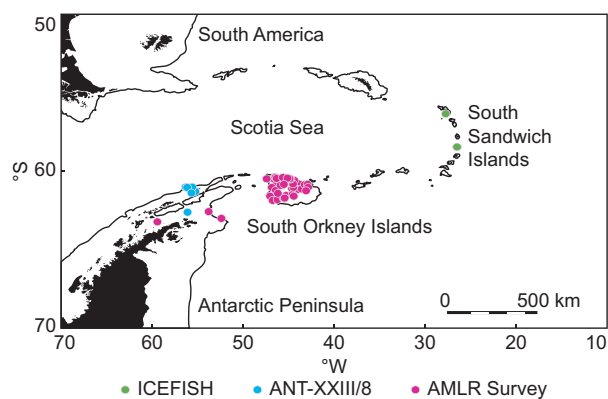 50
South America
South
Sandwich
Islands
Scotia Sea
°S
60
South Orkney Islands
Antarctic Peninsula
0 500 km
70
70 60 50 40 30 20 10
°W
ICEFISH ANT-XXIII/8 AMLR Survey